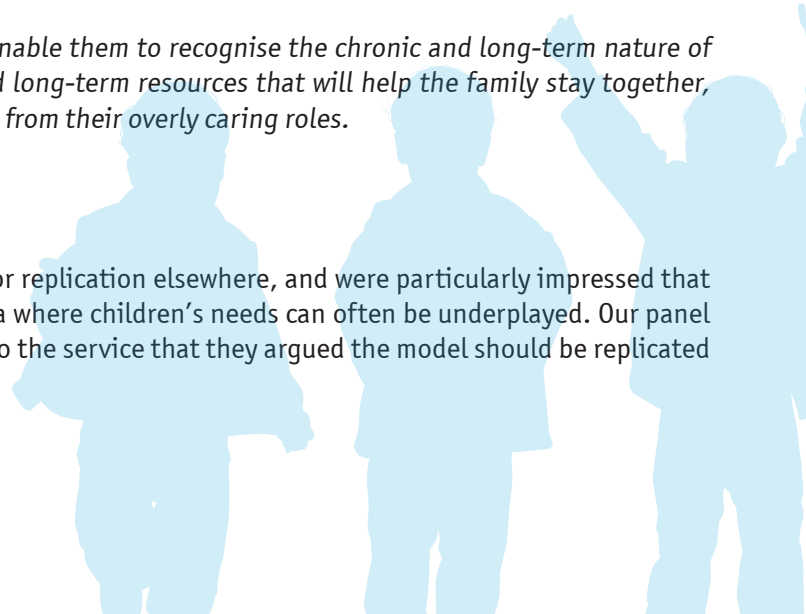 nable them to recognise the chronic and long-term nature of
d long-term resources that will help the family stay together,
from their overly caring roles.
or replication elsewhere, and were particularly impressed that
a where children’s needs can often be underplayed. Our panel
o the service that they argued the model should be replicated